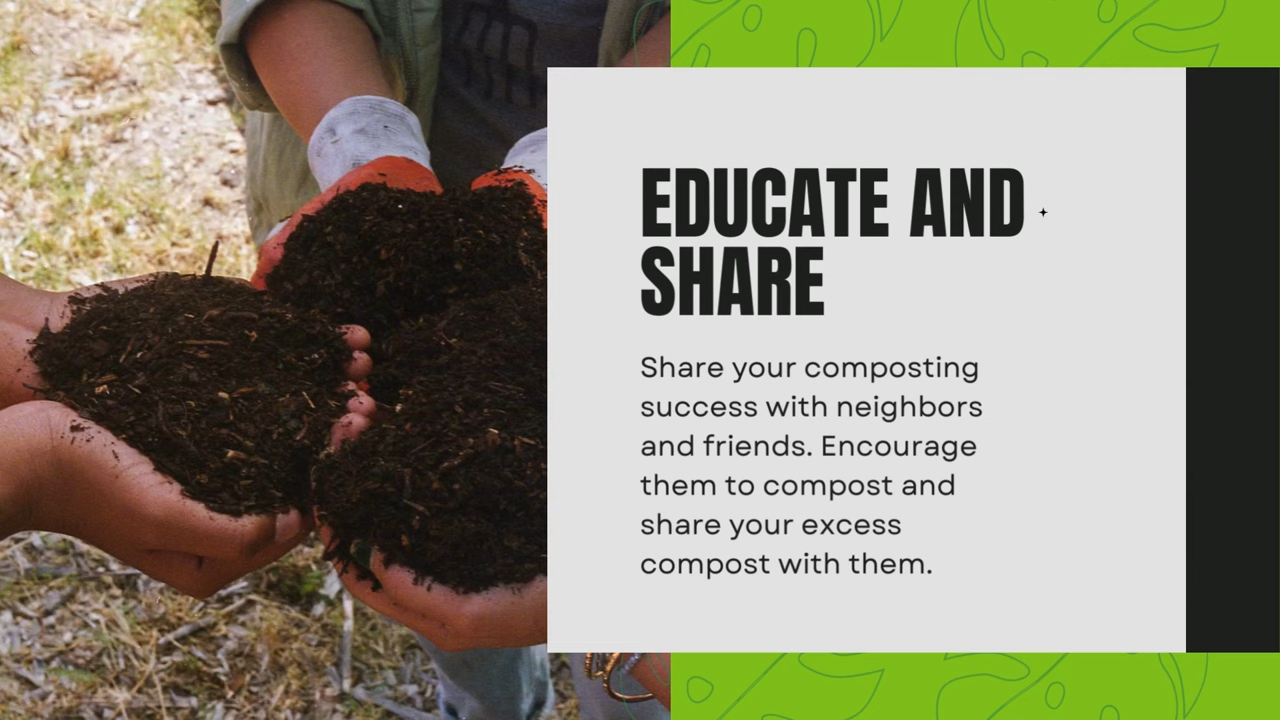 EDUCATE AND
SHARE
Share your composting
success with neighbors
and friends. Encourage
them to compost and
share your excess
compost with them.